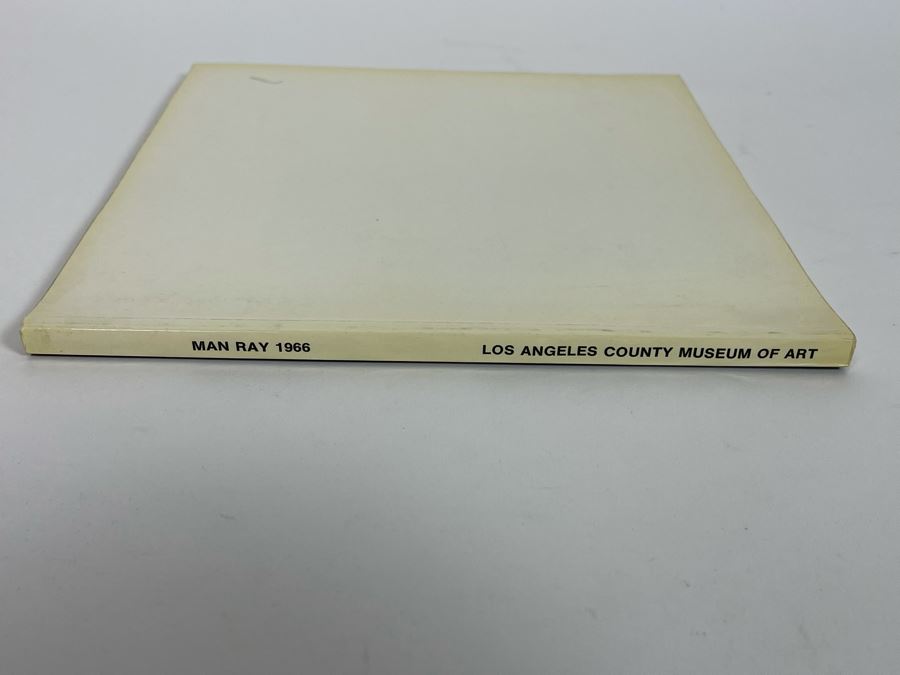 MAN RAY 1966 LOS ANGELES COUNTY MUSEUM OF ART